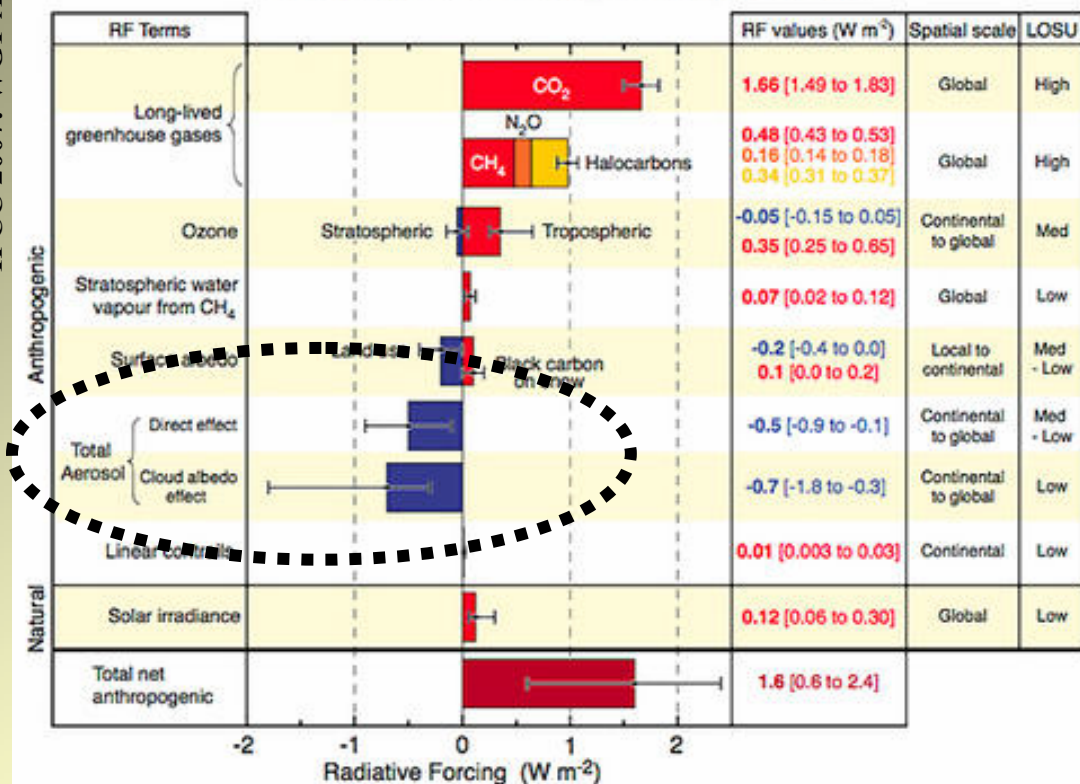 RF Terms
RF values (W m⁻²)
Spatial scale
LOSU
Anthropogenic
Long-lived
greenhouse gases
CO₂
1.66 [1.49 to 1.83]
Global
High
N₂O
CH₄
Halocarbons
0.48 [0.43 to 0.53]
0.16 [0.14 to 0.18]
0.34 [0.31 to 0.37]
Global
High
Ozone
Stratospheric
Tropospheric
-0.05 [-0.15 to 0.05]
0.35 [0.25 to 0.65]
Continental
to global
Med
Stratospheric water
vapour from CH₄
0.07 [0.02 to 0.12]
Global
Low
Surface albedo
Black carbon
on snow
-0.2 [-0.4 to 0.0]
0.1 [0.0 to 0.2]
Local to
continental
Med
- Low
Total
Aerosol
Direct effect
-0.5 [-0.9 to -0.1]
Continental
to global
Med
- Low
Cloud albedo
effect
-0.7 [-1.8 to -0.3]
Continental
to global
Low
Linear contrails
0.01 [0.003 to 0.03]
Continental
Low
Natural
Solar irradiance
0.12 [0.06 to 0.30]
Global
Low
Total net
anthropogenic
1.6 [0.6 to 2.4]
-2 -1 0 1 2
Radiative Forcing (W m⁻²)